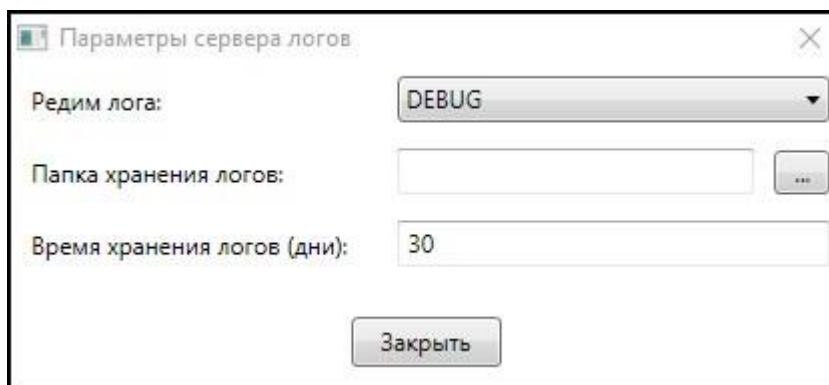 Параметры сервера логов
Редим лога: DEBUG
Папка хранения логов: ...
Время хранения логов (дни): 30
Закрыть